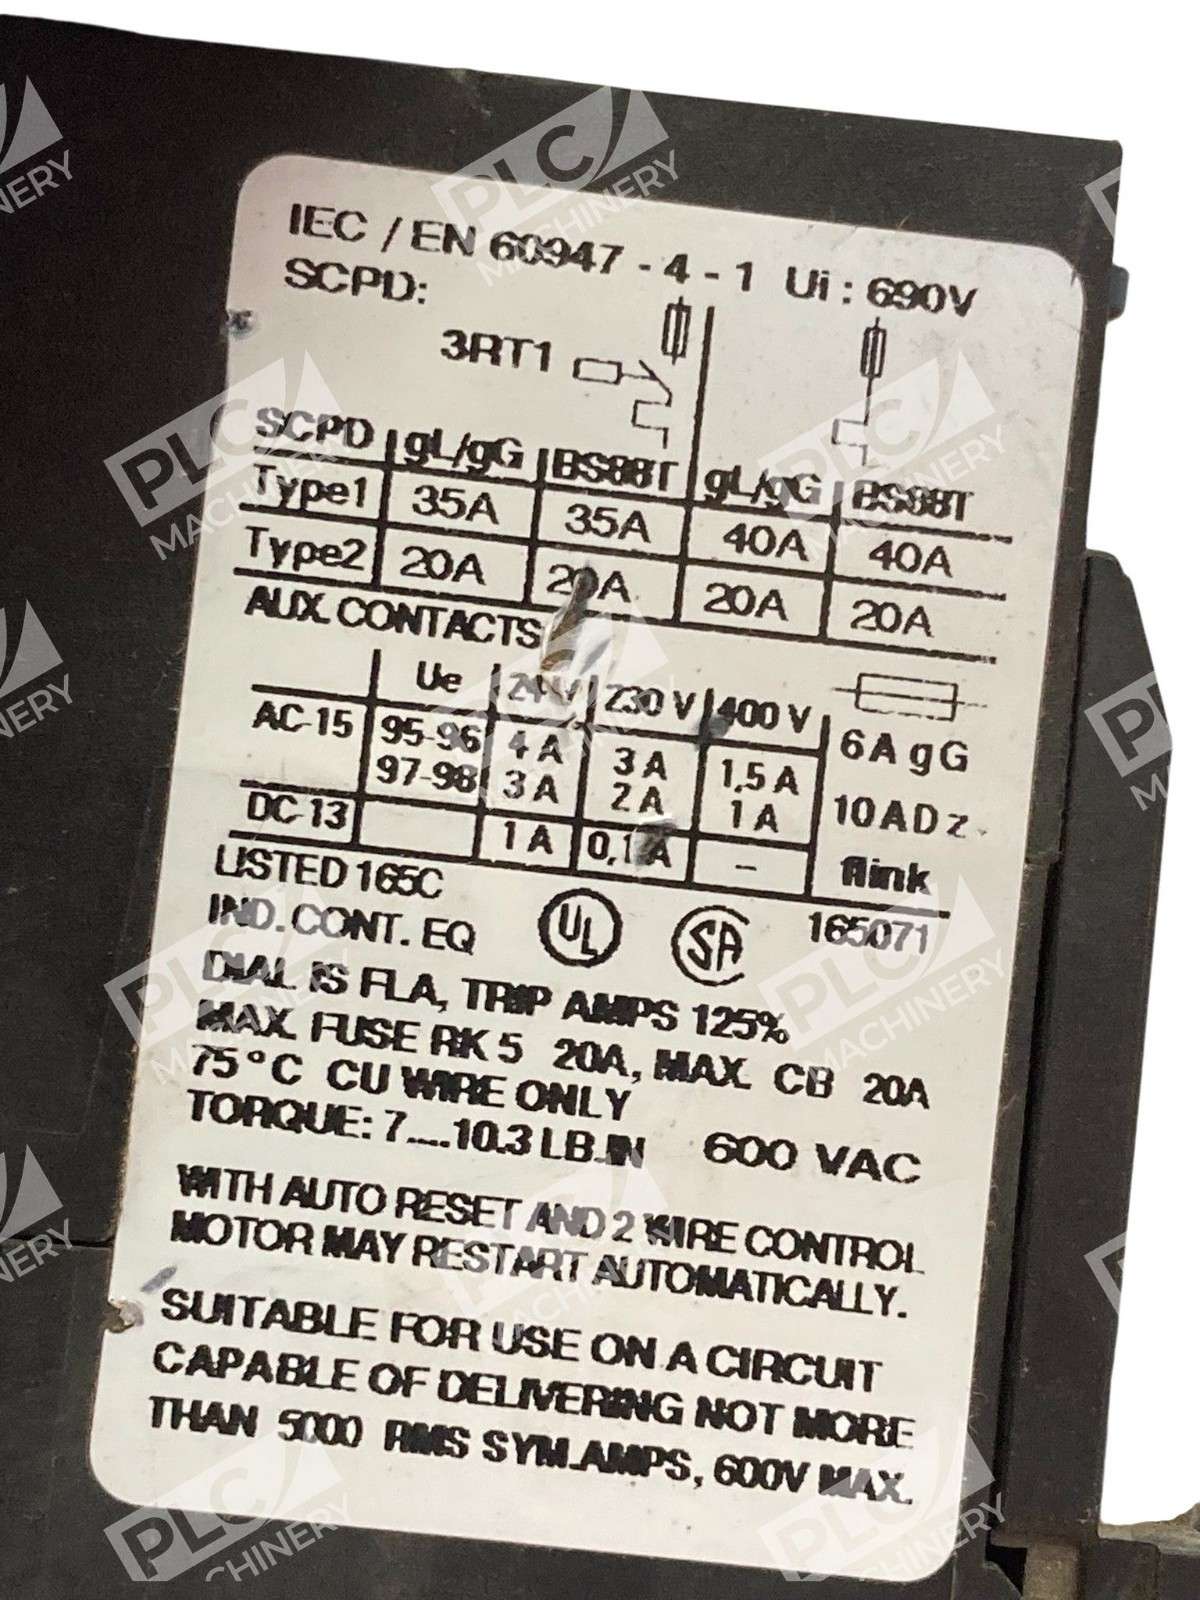 IEC / EN 60947 - 4 - 1 Ui : 690V
SCPD:
3RT1
SCPD gL/gG BS88T gL/gG BS88T
Type1 35A 35A 40A 40A
Type2 20A 20A 20A 20A
AUX. CONTACTS
Ue 24V 230 V 400 V
AC-15 95-96 4 A 3 A 1,5 A 6 A gG
97-98 3 A 2 A 1 A 10 A D z
DC-13 1 A – flink
LISTED 165C UL SA 165071
IND. CONT. EQ
DIAL IS FLA, TRIP AMPS 125%
MAX. FUSE RK 5 20A, MAX. CB 20A
75°C CU WIRE ONLY
TORQUE: 7....10.3 LB.IN 600 VAC
WITH AUTO RESET AND 2 WIRE CONTROL
MOTOR MAY RESTART AUTOMATICALLY.
SUITABLE FOR USE ON A CIRCUIT
CAPABLE OF DELIVERING NOT MORE
THAN 5000 RMS SYM.AMPS, 600V MAX.
PLC MACHINERY